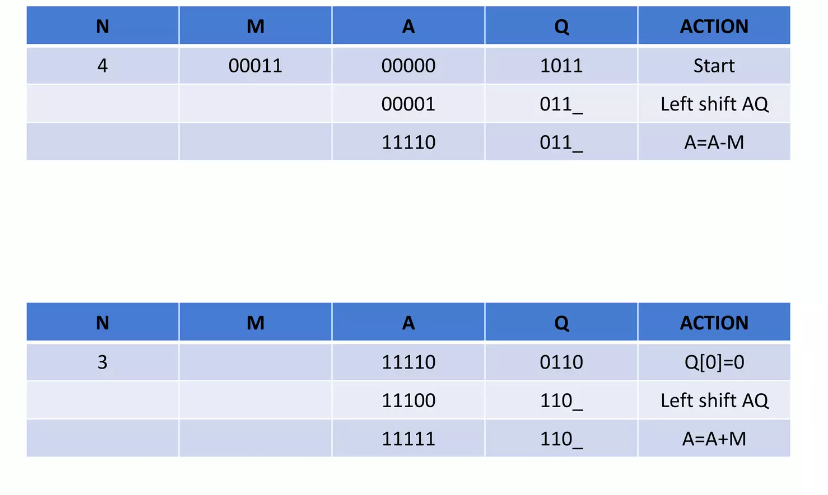 N M A Q ACTION
4 00011 00000 1011 Start
00001 011_ Left shift AQ
11110 011_ A=A-M
N M A Q ACTION
3 11110 0110 Q[0]=0
11100 110_ Left shift AQ
11111 110_ A=A+M